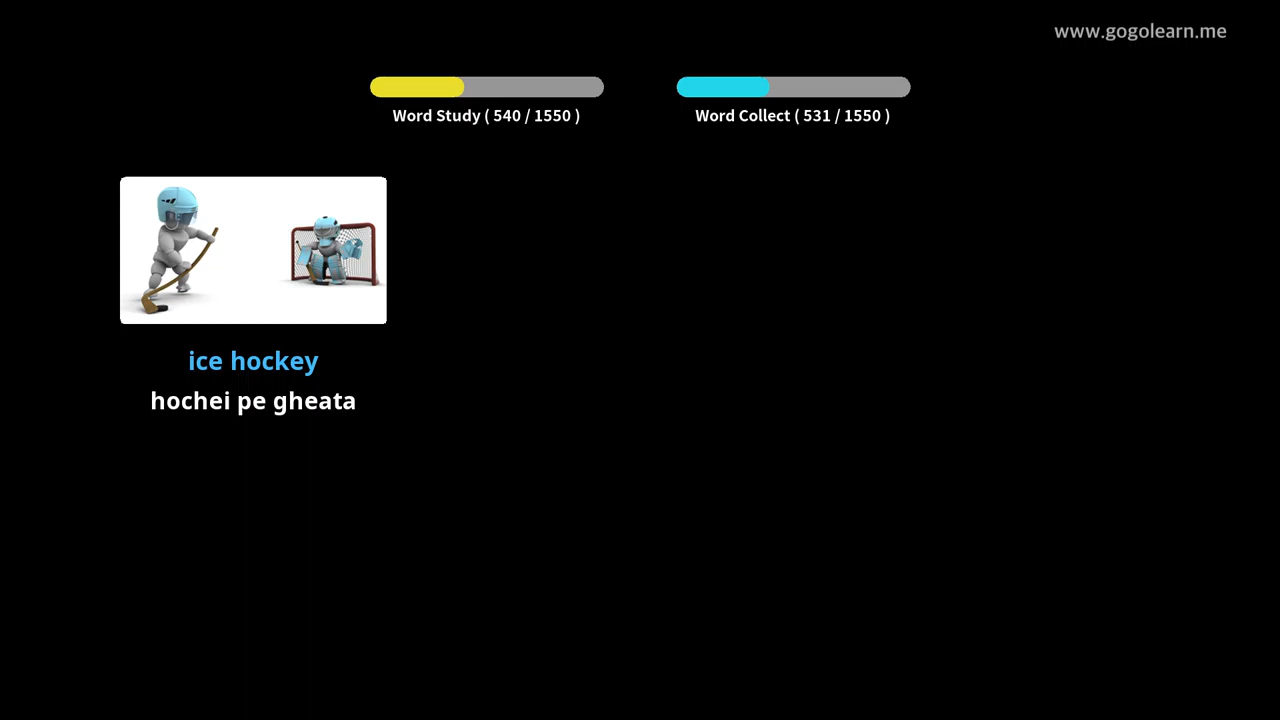 www.gogolearn.me
Word Study ( 540 / 1550 )
Word Collect ( 531 / 1550 )
ice hockey
hochei pe gheata